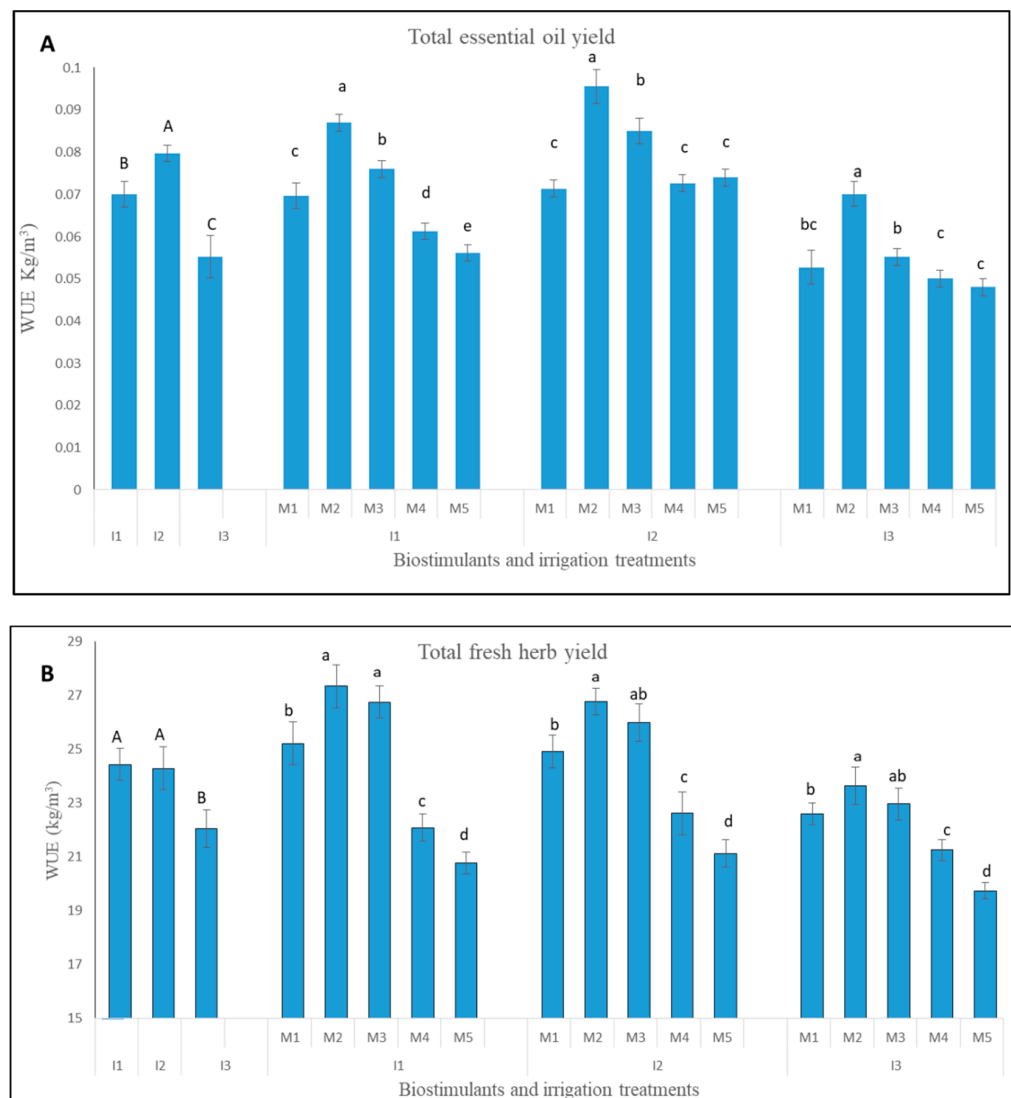 A
Total essential oil yield
WUE Kg/m³
0.1
0.09
0.08
0.07
0.06
0.05
0.04
0.03
0.02
0.01
0
B A C
c a b d e
c a b c c
bc a b c c
M1 M2 M3 M4 M5 M1 M2 M3 M4 M5 M1 M2 M3 M4 M5
I1 I2 I3 I1 I2 I3
Biostimulants and irrigation treatments
B
Total fresh herb yield
WUE (kg/m³)
29
27
25
23
21
19
17
15
A A B
b a a c d
b a ab c d
b a ab c d
M1 M2 M3 M4 M5 M1 M2 M3 M4 M5 M1 M2 M3 M4 M5
I1 I2 I3 I1 I2 I3
Biostimulants and irrigation treatments